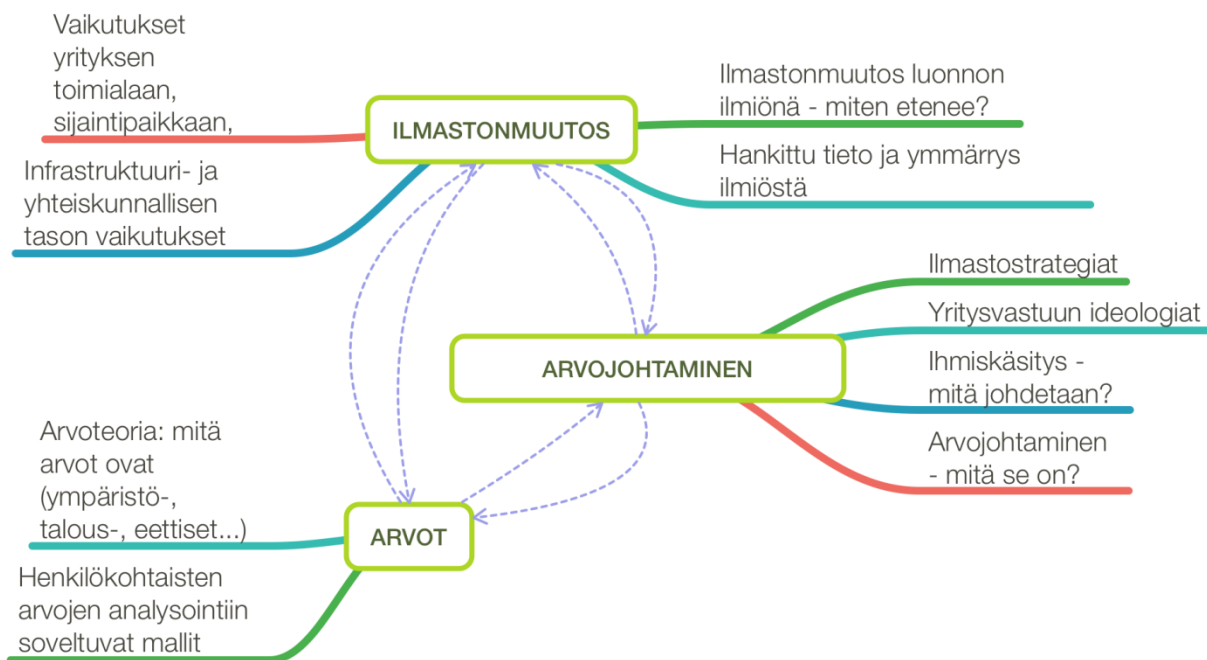 Vaikutukset
yrityksen
toimialaan,
sijaintipaikkaan,
Infrastruktuuri- ja
yhteiskunnallisen
tason vaikutukset
ILMASTONMUUTOS
Ilmastonmuutos luonnon
ilmiönä - miten etenee?
Hankittu tieto ja ymmärrys
ilmiöstä
ARVOJOHTAMINEN
Ilmastostrategiat
Yritysvastuun ideologiat
Ihmiskäsitys -
mitä johdetaan?
Arvojohtaminen
- mitä se on?
Arvoteoria: mitä
arvot ovat
(ympäristö-,
talous-, eettiset...)
ARVOT
Henkilökohtaisten
arvojen analysointiin
soveltuvat mallit